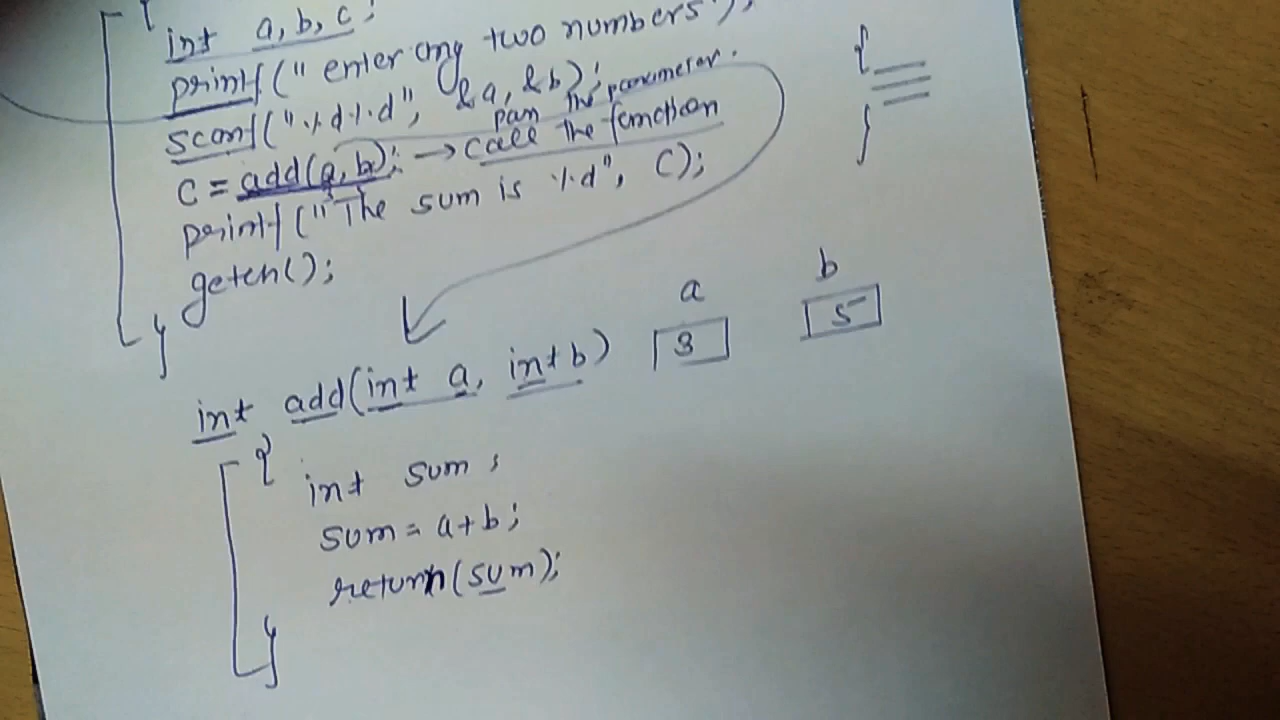 {
int a, b, c;
printf(" enter any two numbers");
scanf("%d%d", &a, &b);
pass the parameter.
c = add(a, b); → call the function
printf("The sum is %d", c);
getch();
}
{
}
a
b
3
5
int add(int a, int b)
{
int sum;
sum = a+b;
return(sum);
}